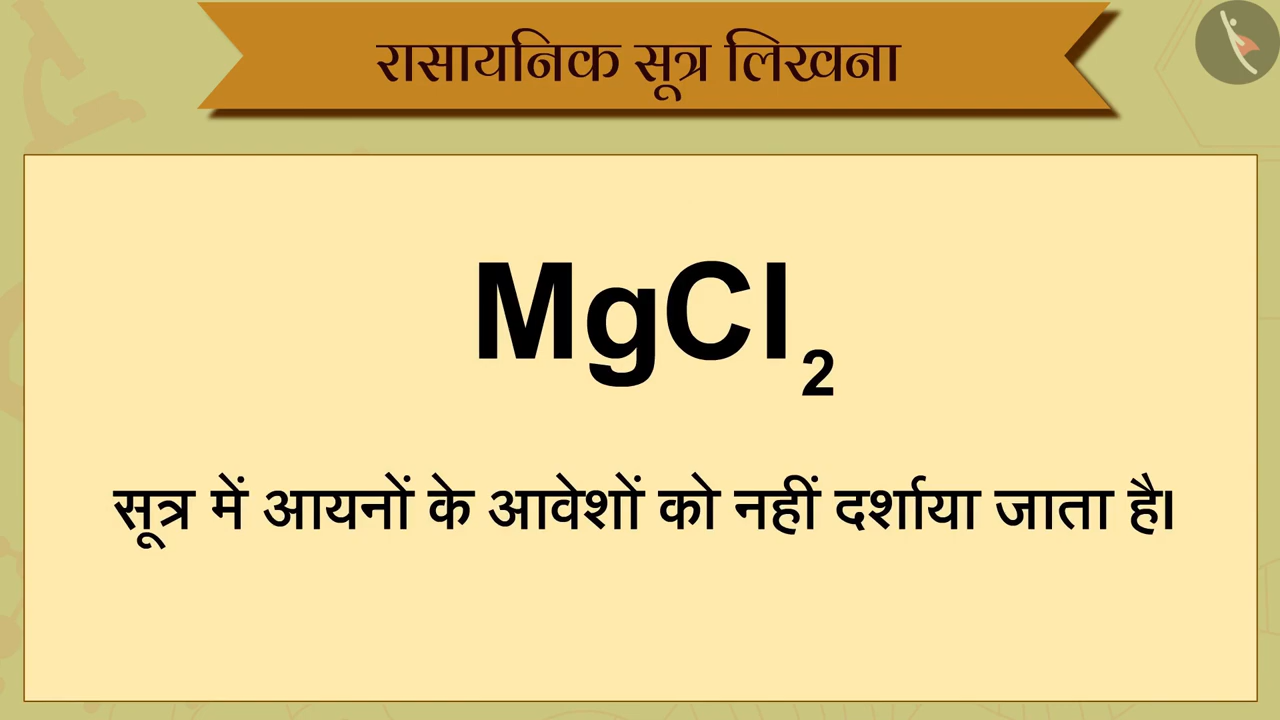 रासायनिक सूत्र लिखना
MgCl₂
सूत्र में आयनों के आवेशों को नहीं दर्शाया जाता है।